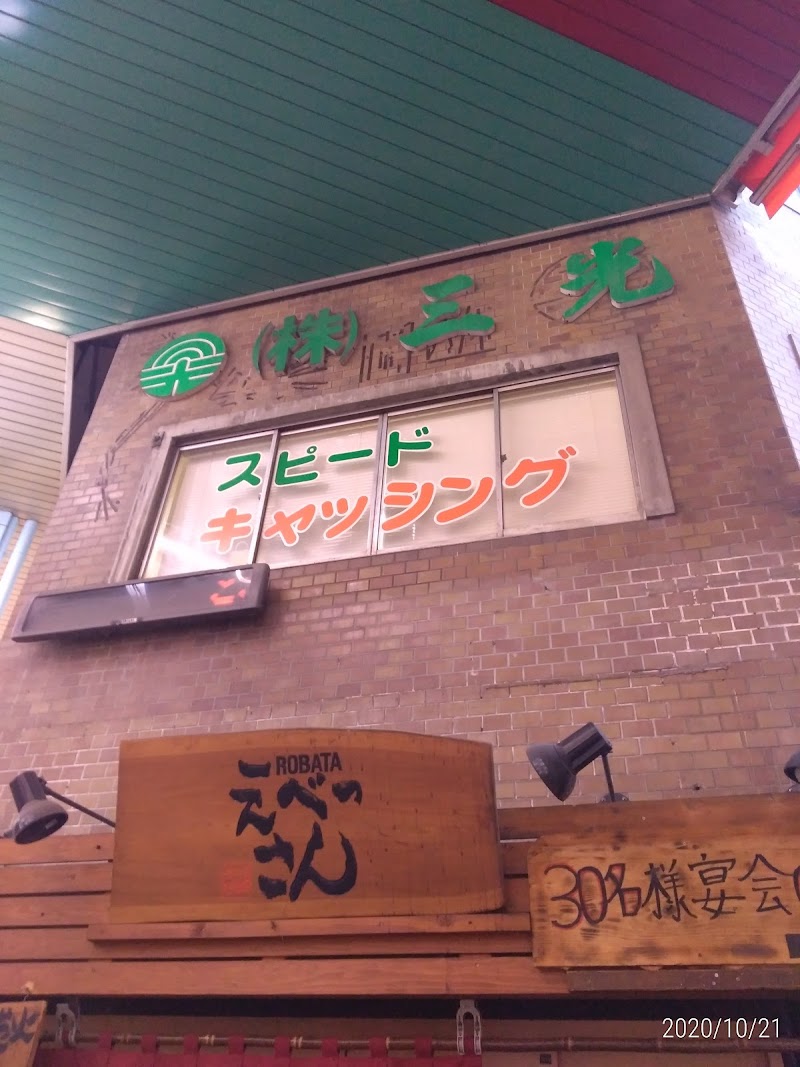 (株)三光
スピード
キャッシング
ROBATA
えべっ
さん
30名様宴会
2020/10/21